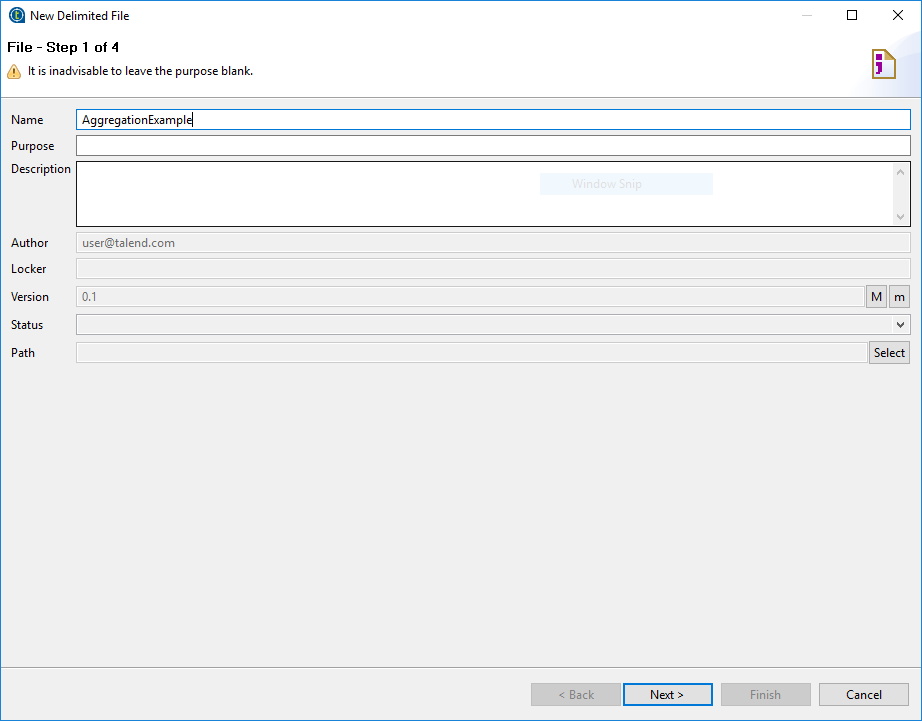 New Delimited File
File - Step 1 of 4
It is inadvisable to leave the purpose blank.
Name AggregationExample
Purpose
Description
Window Snip
Author user@talend.com
Locker
Version 0.1 M m
Status
Path Select
< Back Next > Finish Cancel